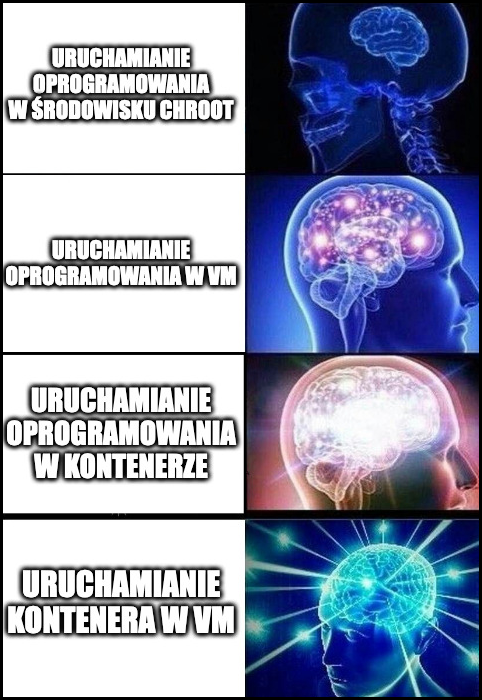 URUCHAMIANIE
OPROGRAMOWANIA
W ŚRODOWISKU CHROOT
URUCHAMIANIE
OPROGRAMOWANIA W VM
URUCHAMIANIE
OPROGRAMOWANIA
W KONTENERZE
URUCHAMIANIE
KONTENERA W VM